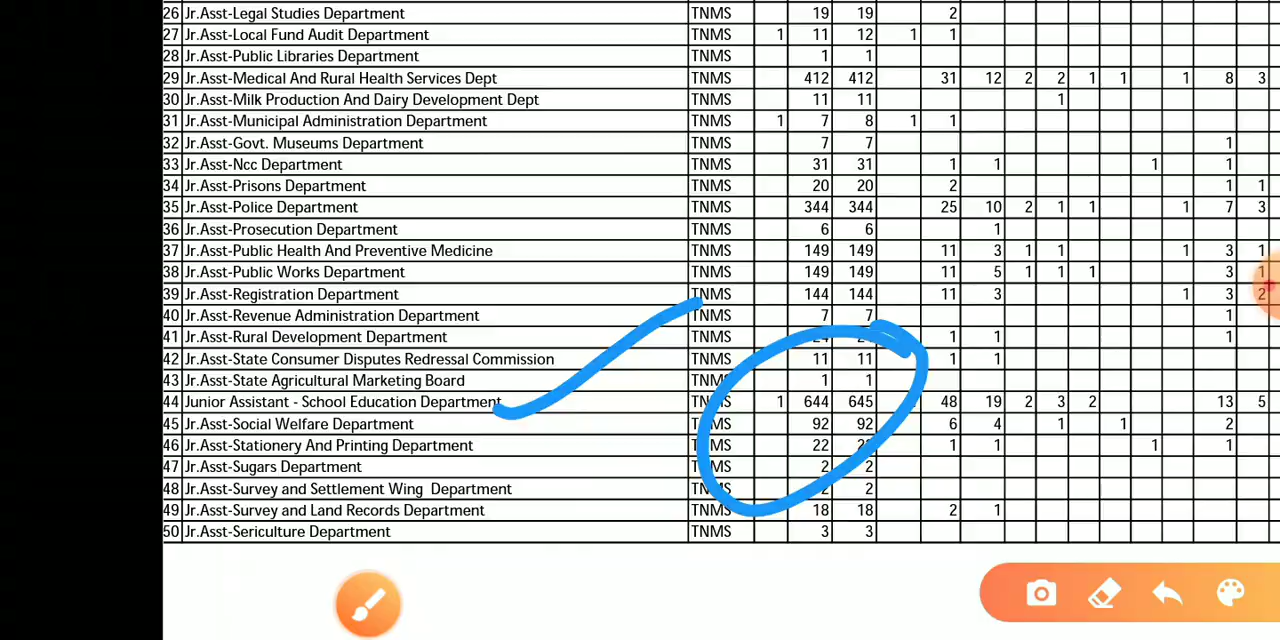 26 Jr.Asst-Legal Studies Department TNMS 19 19 2
27 Jr.Asst-Local Fund Audit Department TNMS 1 11 12 1 1
28 Jr.Asst-Public Libraries Department TNMS 1 1
29 Jr.Asst-Medical And Rural Health Services Dept TNMS 412 412 31 12 2 2 1 1 1 8 3
30 Jr.Asst-Milk Production And Dairy Development Dept TNMS 11 11 1
31 Jr.Asst-Municipal Administration Department TNMS 1 7 8 1 1
32 Jr.Asst-Govt. Museums Department TNMS 7 7 1
33 Jr.Asst-Ncc Department TNMS 31 31 1 1 1 1
34 Jr.Asst-Prisons Department TNMS 20 20 2 1 1
35 Jr.Asst-Police Department TNMS 344 344 25 10 2 1 1 1 7 3
36 Jr.Asst-Prosecution Department TNMS 6 6 1
37 Jr.Asst-Public Health And Preventive Medicine TNMS 149 149 11 3 1 1 1 3 1
38 Jr.Asst-Public Works Department TNMS 149 149 11 5 1 1 1 3 1
39 Jr.Asst-Registration Department TNMS 144 144 11 3 1 3 2
40 Jr.Asst-Revenue Administration Department TNMS 7 7 1
41 Jr.Asst-Rural Development Department TNMS 1 1 1
42 Jr.Asst-State Consumer Disputes Redressal Commission TNMS 11 11 1 1
43 Jr.Asst-State Agricultural Marketing Board TNMS 1 1
44 Junior Assistant - School Education Department TNMS 1 644 645 48 19 2 3 2 13 5
45 Jr.Asst-Social Welfare Department TNMS 92 92 6 4 1 1 2
46 Jr.Asst-Stationery And Printing Department TNMS 22 1 1 1 1
47 Jr.Asst-Sugars Department TNMS 2 2
48 Jr.Asst-Survey and Settlement Wing Department TNMS 2 2
49 Jr.Asst-Survey and Land Records Department TNMS 18 18 2 1
50 Jr.Asst-Sericulture Department TNMS 3 3